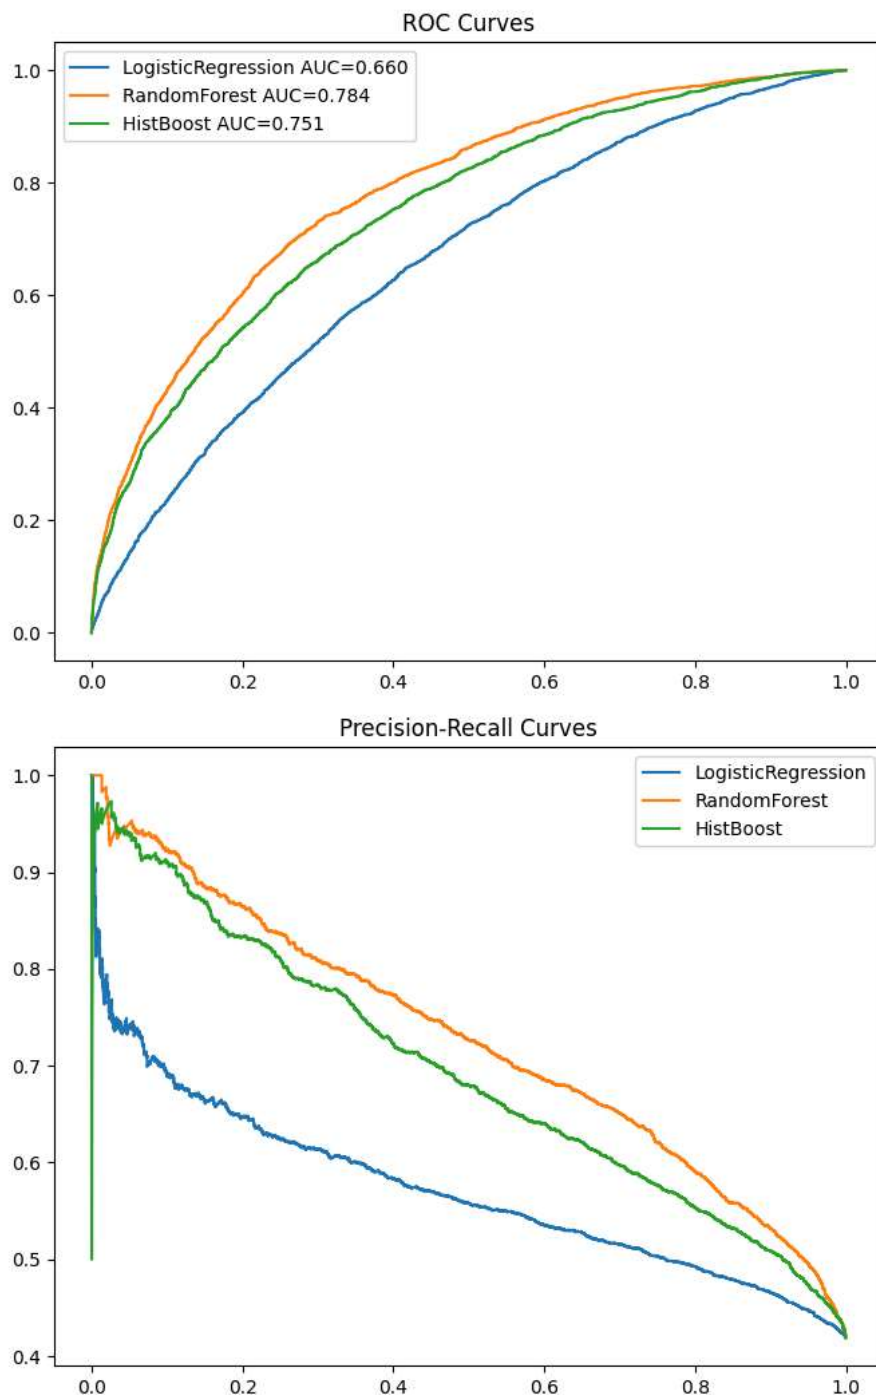 ROC Curves
LogisticRegression AUC=0.660
RandomForest AUC=0.784
HistBoost AUC=0.751
1.0
0.8
0.6
0.4
0.2
0.0
0.0 0.2 0.4 0.6 0.8 1.0
Precision-Recall Curves
LogisticRegression
RandomForest
HistBoost
1.0
0.9
0.8
0.7
0.6
0.5
0.4
0.0 0.2 0.4 0.6 0.8 1.0